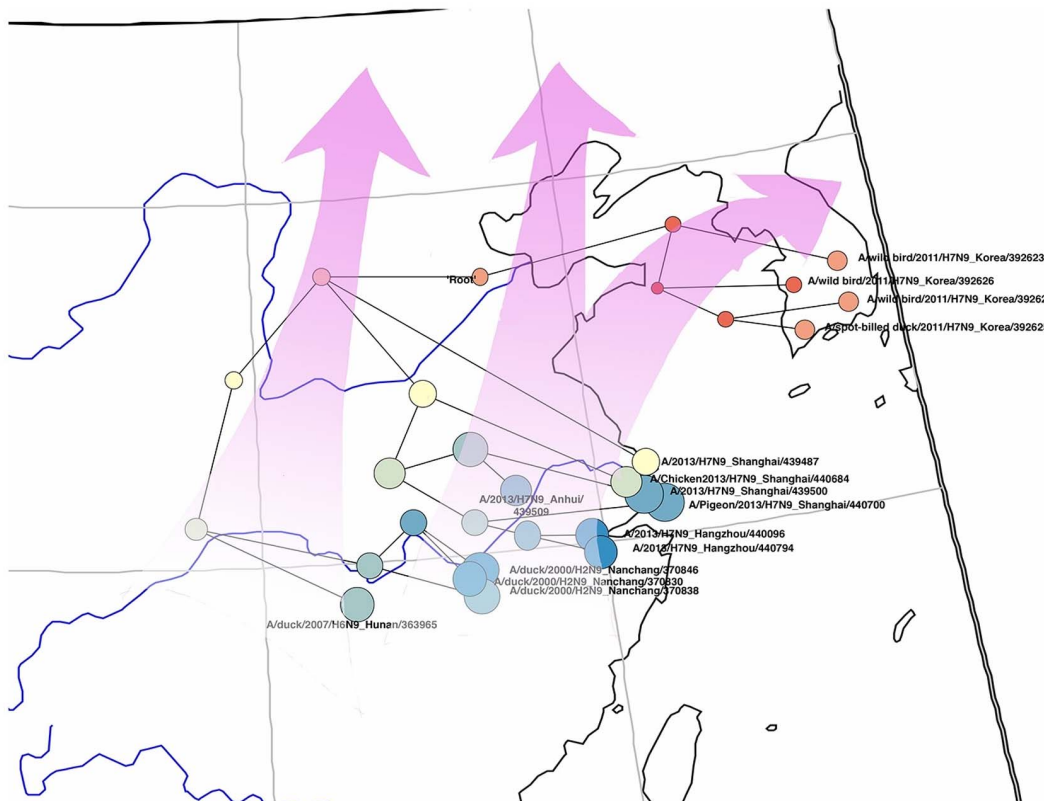 A/wild bird/2011/H7N9_Korea/392623
'Root'
A/wild bird/2011/H7N9_Korea/392626
A/wild bird/2011/H7N9_Korea/3926
A/spot-billed duck/2011/H7N9_Korea/3926
A/2013/H7N9_Shanghai/439487
A/Chicken2013/H7N9_Shanghai/440684
A/2013/H7N9_Shanghai/439500
A/2013/H7N9_Anhui/
439509
A/Pigeon/2013/H7N9_Shanghai/440700
A/2013/H7N9_Hangzhou/440096
A/2013/H7N9_Hangzhou/440794
A/duck/2000/H2N9_Nanchang/370846
A/duck/2000/H2N9_Nanchang/370830
A/duck/2000/H2N9_Nanchang/370838
A/duck/2007/H6N9_Hunan/363965